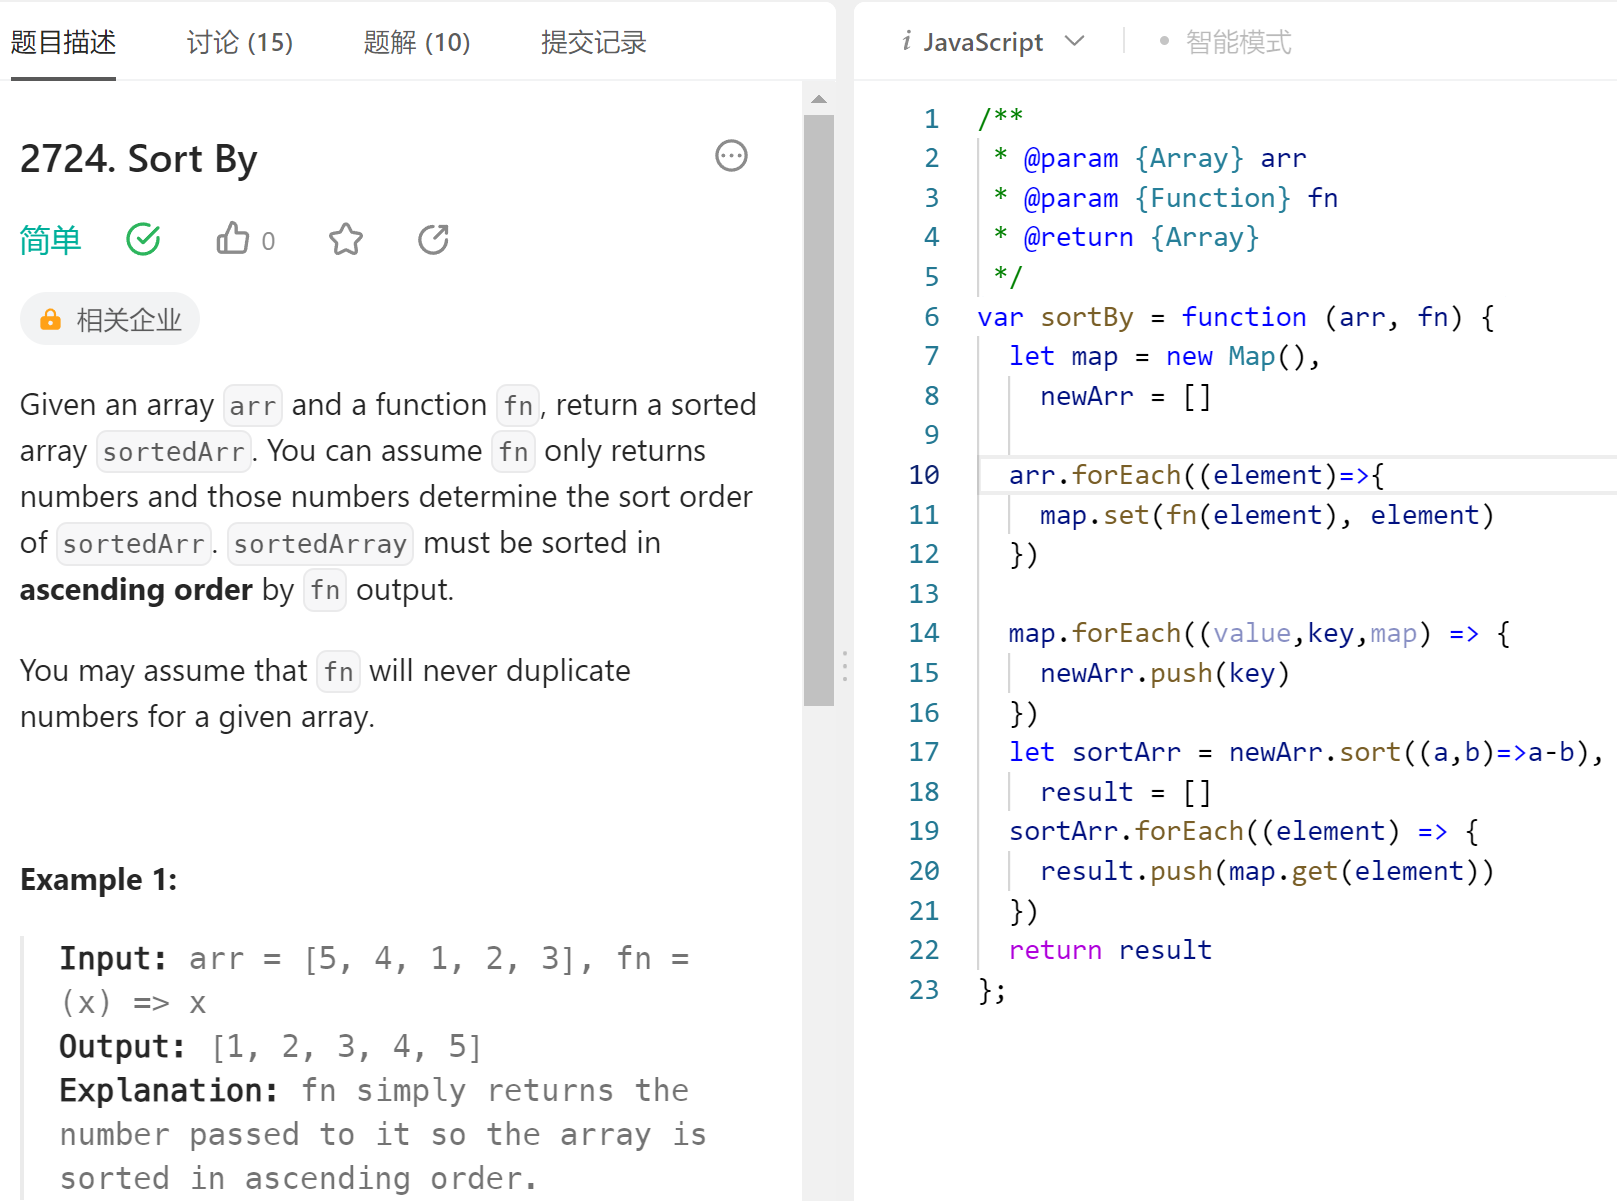 题目描述 讨论 (15) 题解 (10) 提交记录
2724. Sort By
简单 0
相关企业
Given an array arr and a function fn, return a sorted
array sortedArr. You can assume fn only returns
numbers and those numbers determine the sort order
of sortedArr. sortedArray must be sorted in
ascending order by fn output.
You may assume that fn will never duplicate
numbers for a given array.
Example 1:
Input: arr = [5, 4, 1, 2, 3], fn =
(x) => x
Output: [1, 2, 3, 4, 5]
Explanation: fn simply returns the
number passed to it so the array is
sorted in ascending order.
i JavaScript 智能模式
1 /**
2  * @param {Array} arr
3  * @param {Function} fn
4  * @return {Array}
5  */
6 var sortBy = function (arr, fn) {
7   let map = new Map(),
8     newArr = []
9
10   arr.forEach((element)=>{
11     map.set(fn(element), element)
12   })
13
14   map.forEach((value,key,map) => {
15     newArr.push(key)
16   })
17   let sortArr = newArr.sort((a,b)=>a-b),
18     result = []
19   sortArr.forEach((element) => {
20     result.push(map.get(element))
21   })
22   return result
23 };